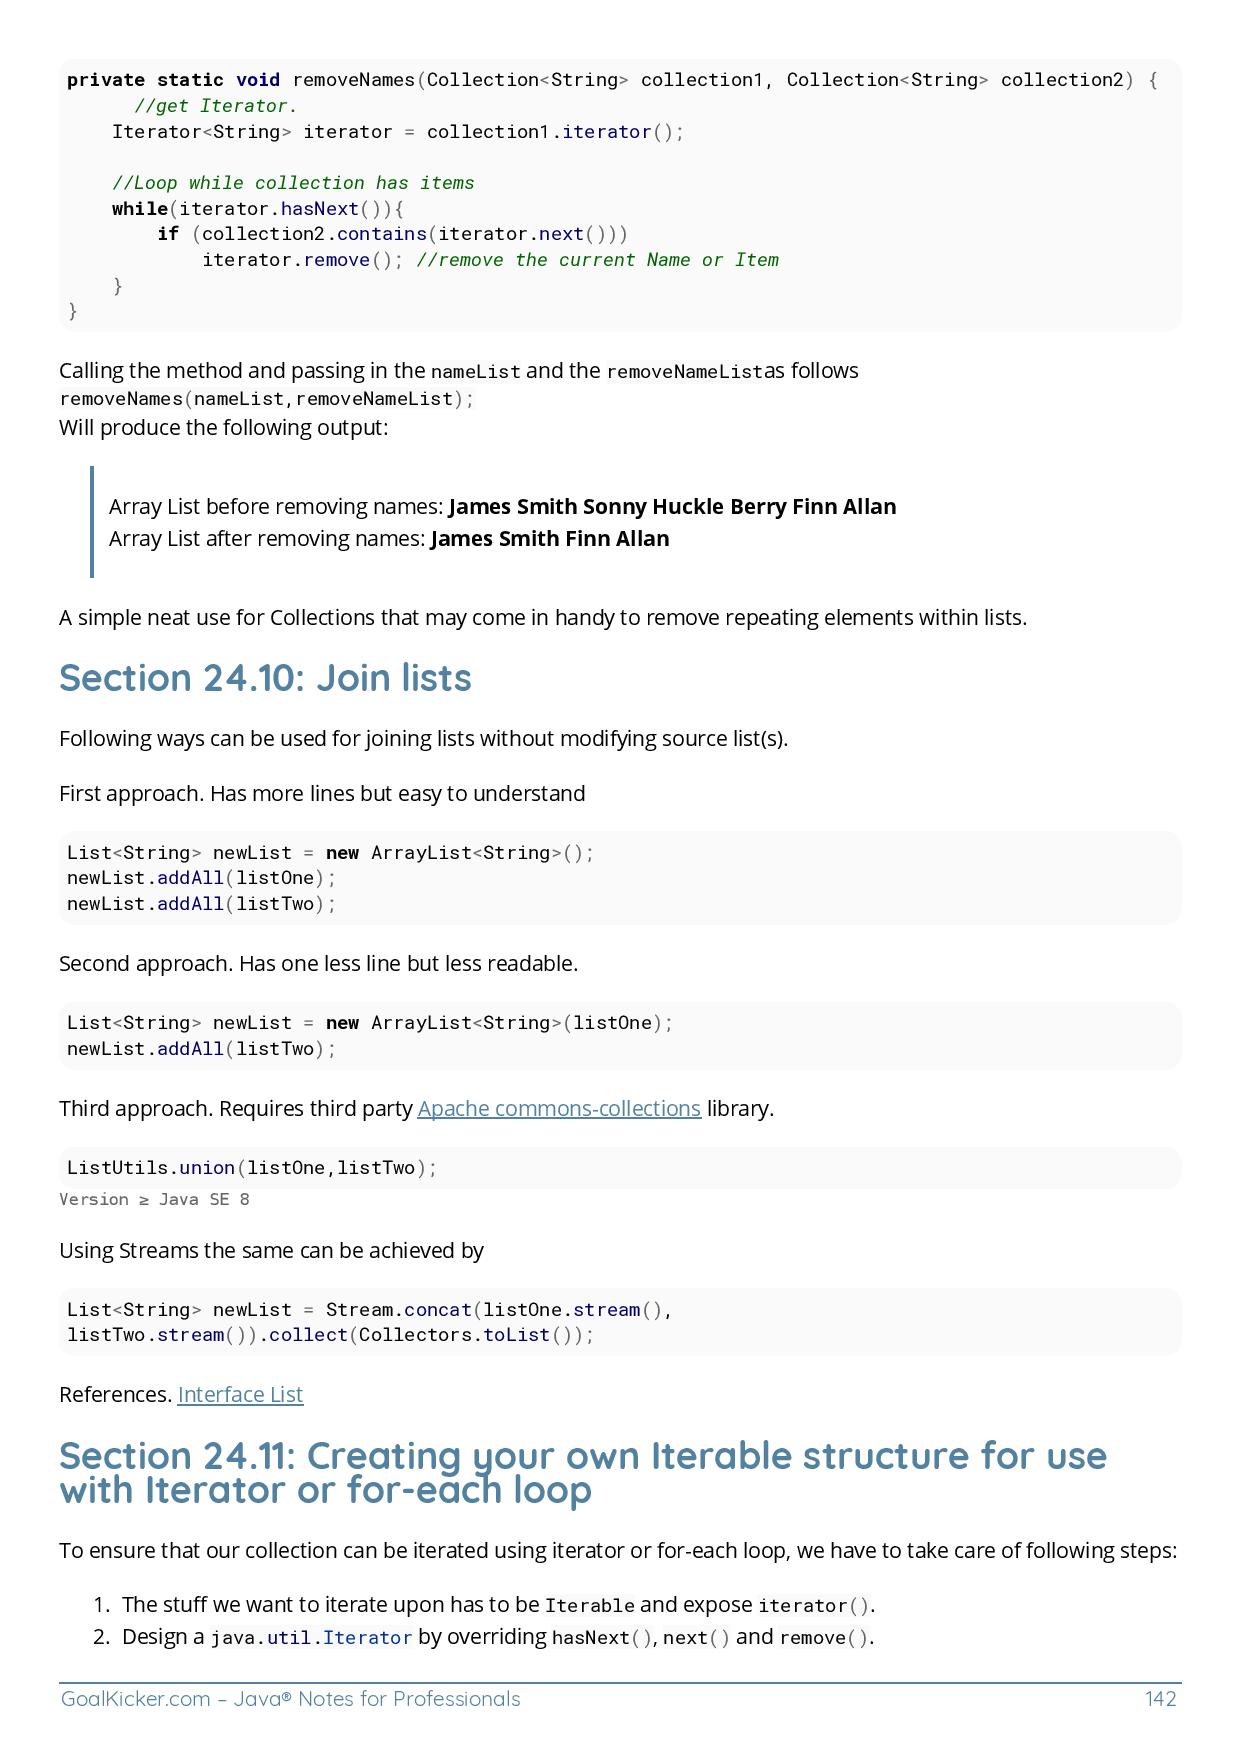 private static void removeNames(Collection<String> collection1, Collection<String> collection2) {
      //get Iterator.
    Iterator<String> iterator = collection1.iterator();

    //Loop while collection has items
    while(iterator.hasNext()){
        if (collection2.contains(iterator.next()))
            iterator.remove(); //remove the current Name or Item
    }
}
Calling the method and passing in the nameList and the removeNameListas follows
removeNames(nameList,removeNameList);
Will produce the following output:
Array List before removing names: James Smith Sonny Huckle Berry Finn Allan
Array List after removing names: James Smith Finn Allan
A simple neat use for Collections that may come in handy to remove repeating elements within lists.
Section 24.10: Join lists
Following ways can be used for joining lists without modifying source list(s).
First approach. Has more lines but easy to understand
List<String> newList = new ArrayList<String>();
newList.addAll(listOne);
newList.addAll(listTwo);
Second approach. Has one less line but less readable.
List<String> newList = new ArrayList<String>(listOne);
newList.addAll(listTwo);
Third approach. Requires third party Apache commons-collections library.
ListUtils.union(listOne,listTwo);
Version ≥ Java SE 8
Using Streams the same can be achieved by
List<String> newList = Stream.concat(listOne.stream(),
listTwo.stream()).collect(Collectors.toList());
References. Interface List
Section 24.11: Creating your own Iterable structure for use
with Iterator or for-each loop
To ensure that our collection can be iterated using iterator or for-each loop, we have to take care of following steps:
1. The stuff we want to iterate upon has to be Iterable and expose iterator().
2. Design a java.util.Iterator by overriding hasNext(), next() and remove().
GoalKicker.com – Java® Notes for Professionals 142